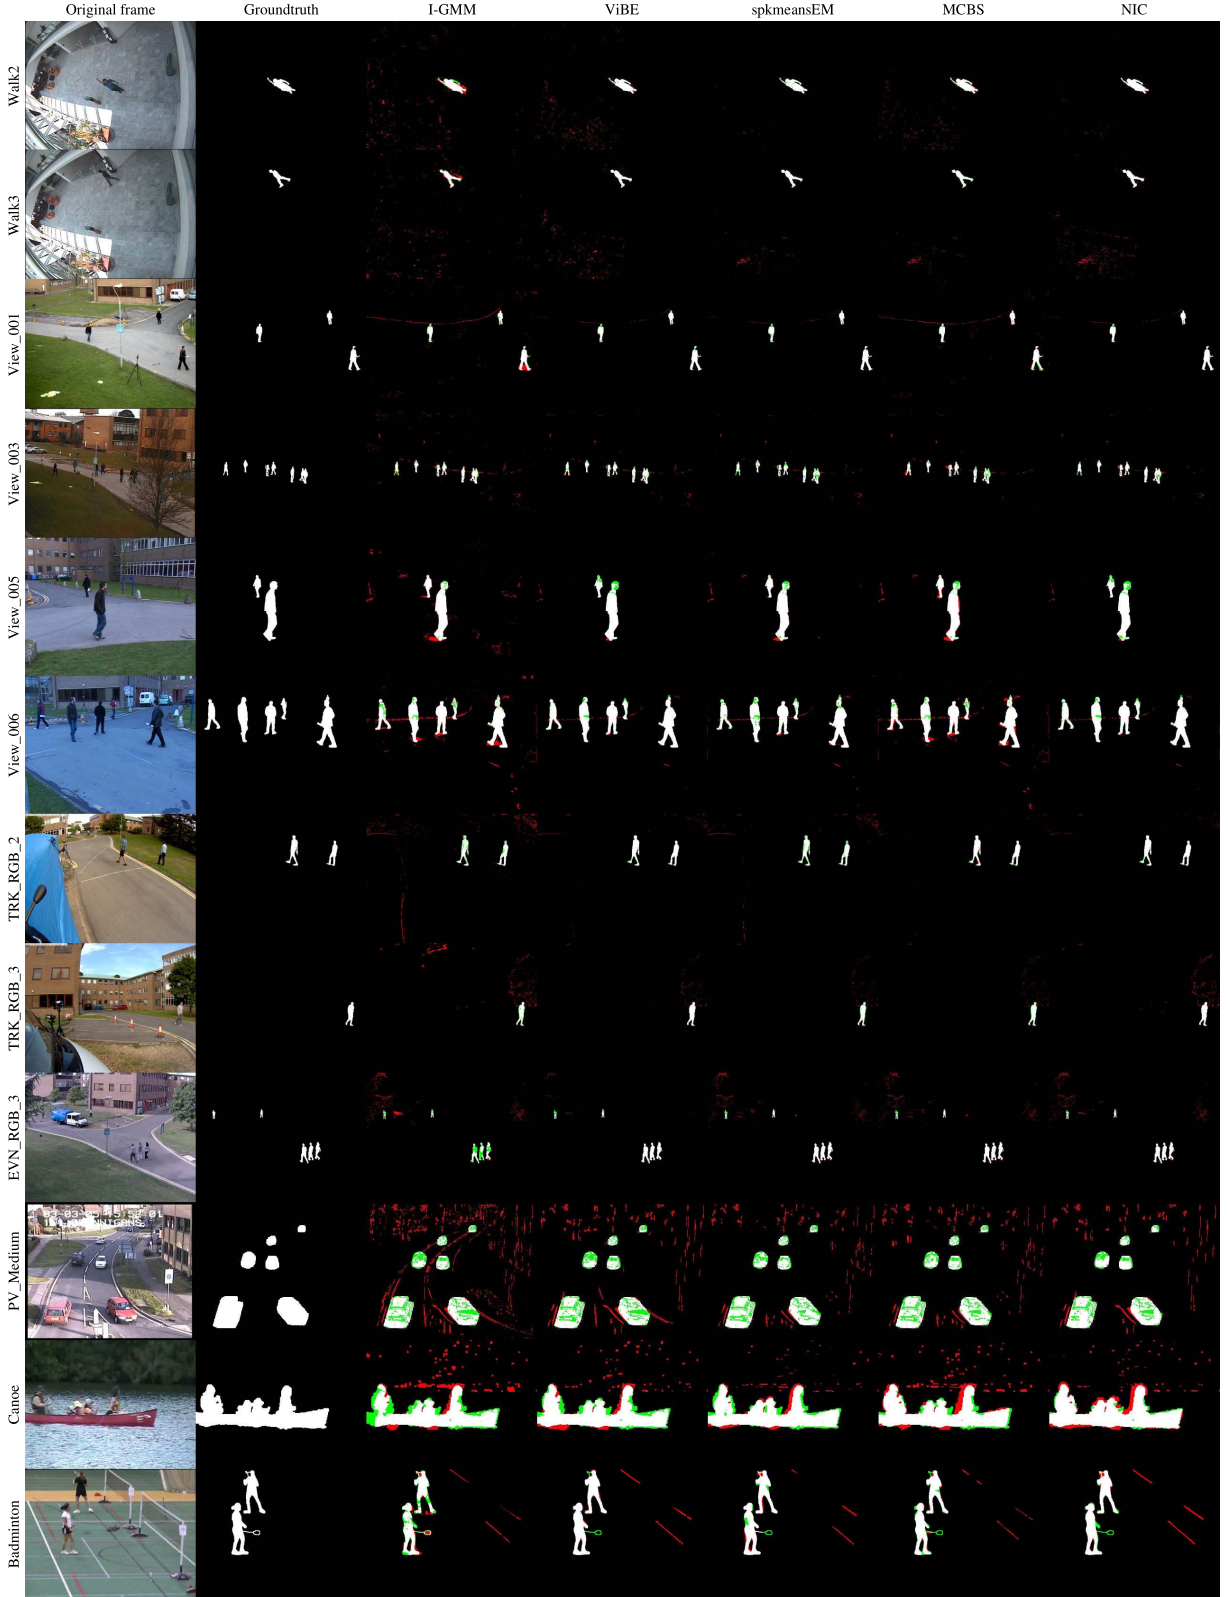 Original frame
Groundtruth
I-GMM
ViBE
spkmeansEM
MCBS
NIC
Walk2
Walk3
View_001
View_003
View_005
View_006
TRK_RGB_2
TRK_RGB_3
EVN_RGB_3
PV_Medium
Canoe
Badminton